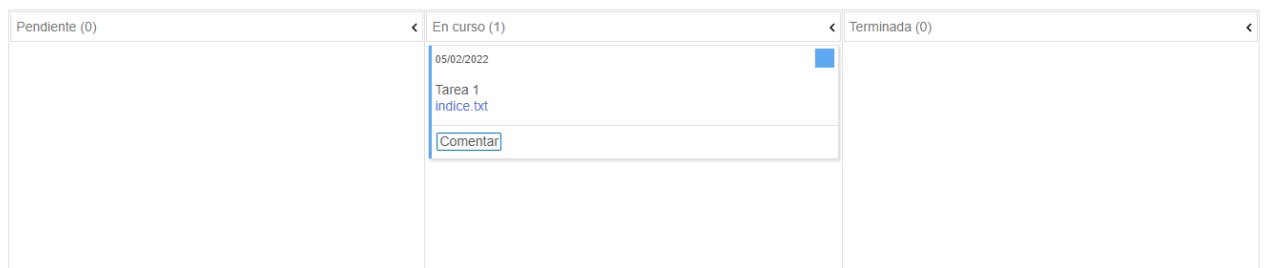 Pendiente (0)
En curso (1)
Terminada (0)
05/02/2022
Tarea 1
indice.txt
Comentar